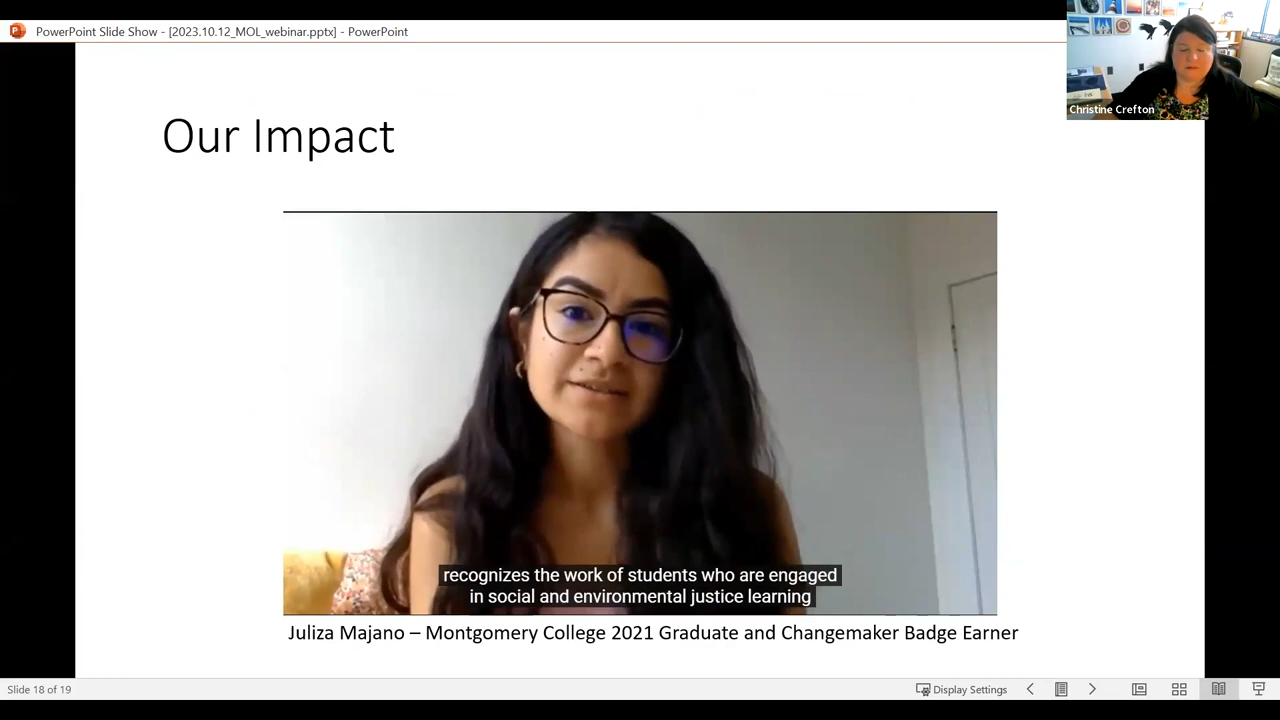 PowerPoint Slide Show - [2023.10.12_MOL_webinar.pptx] - PowerPoint
Christine Crefton
Our Impact
recognizes the work of students who are engaged
in social and environmental justice learning
Juliza Majano – Montgomery College 2021 Graduate and Changemaker Badge Earner
Slide 18 of 19
Display Settings